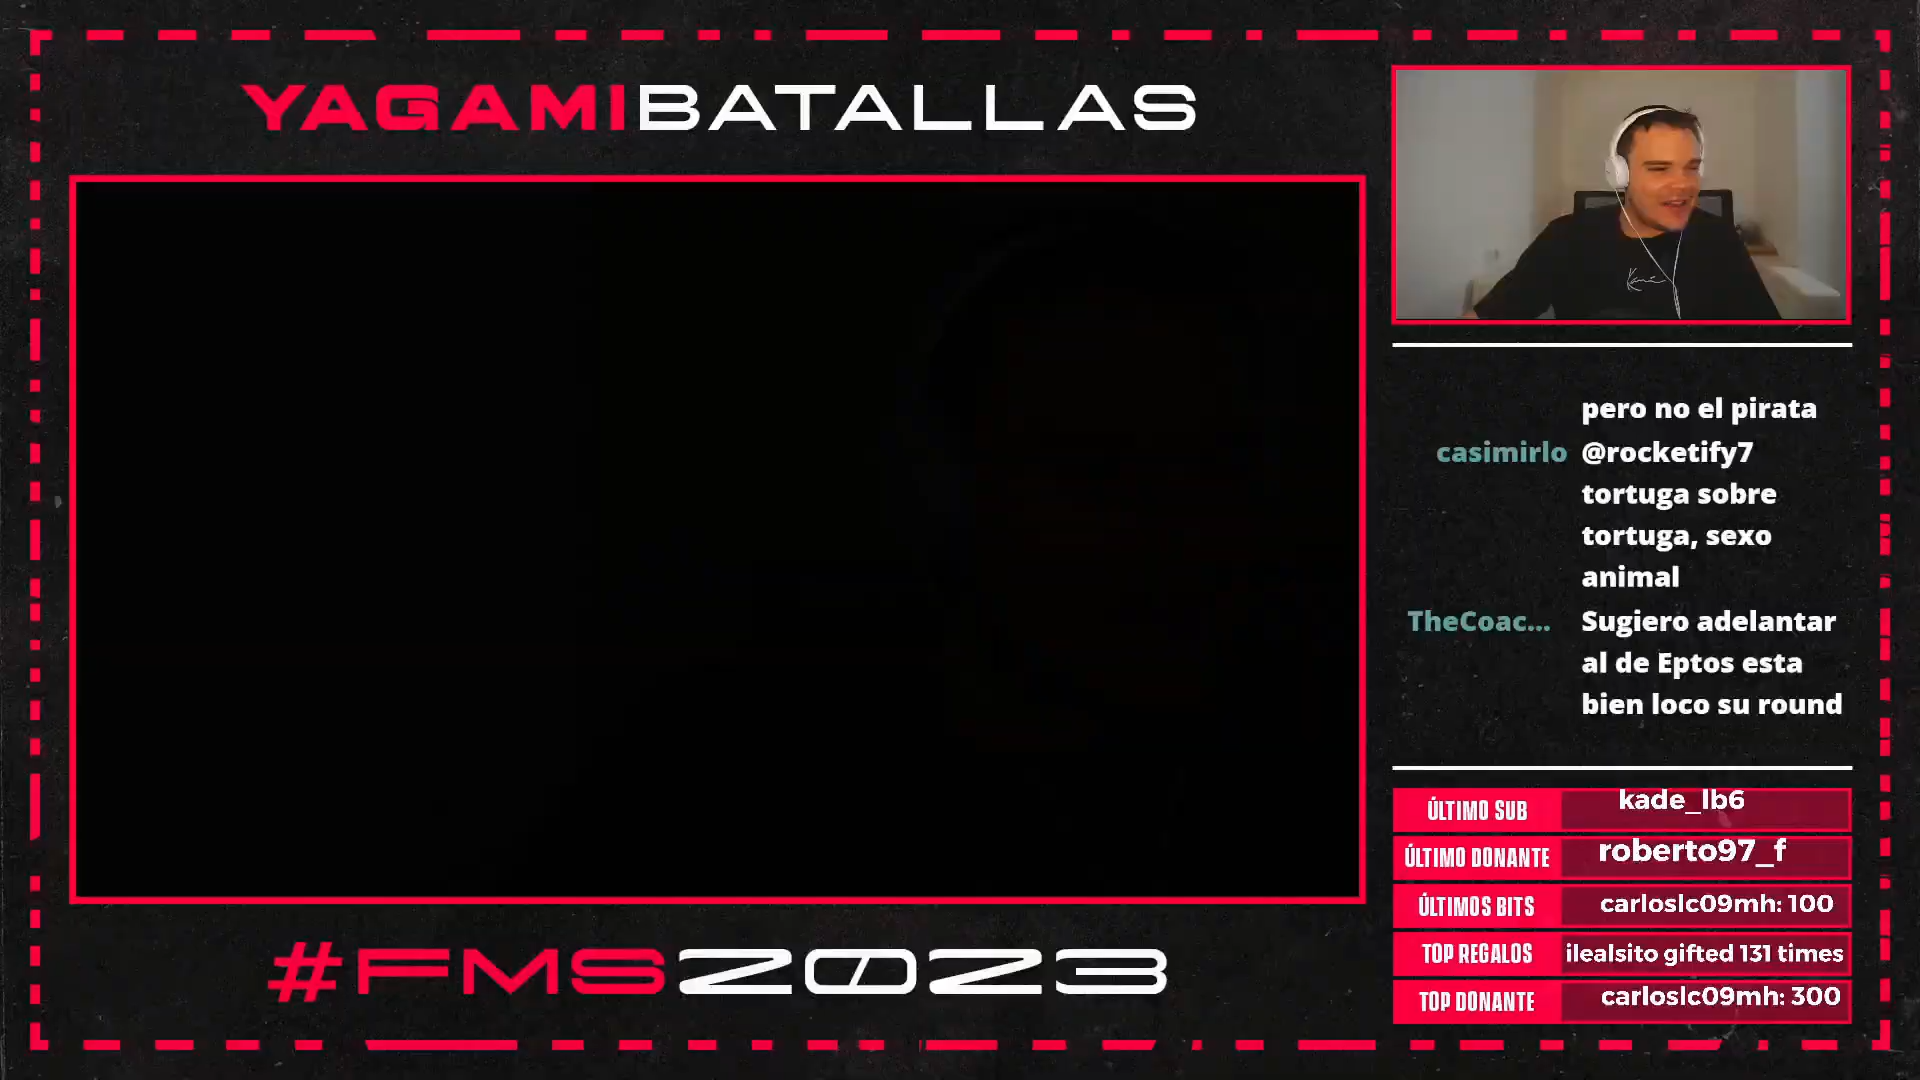 YAGAMIBATALLAS
pero no el pirata
casimirlo @rocketify7
tortuga sobre
tortuga, sexo
animal
TheCoac... Sugiero adelantar
al de Eptos esta
bien loco su round
ÚLTIMO SUB kade_lb6
ÚLTIMO DONANTE roberto97_f
ÚLTIMOS BITS carloslc09mh: 100
TOP REGALOS ilealsito gifted 131 times
TOP DONANTE carloslc09mh: 300
#FMS2023